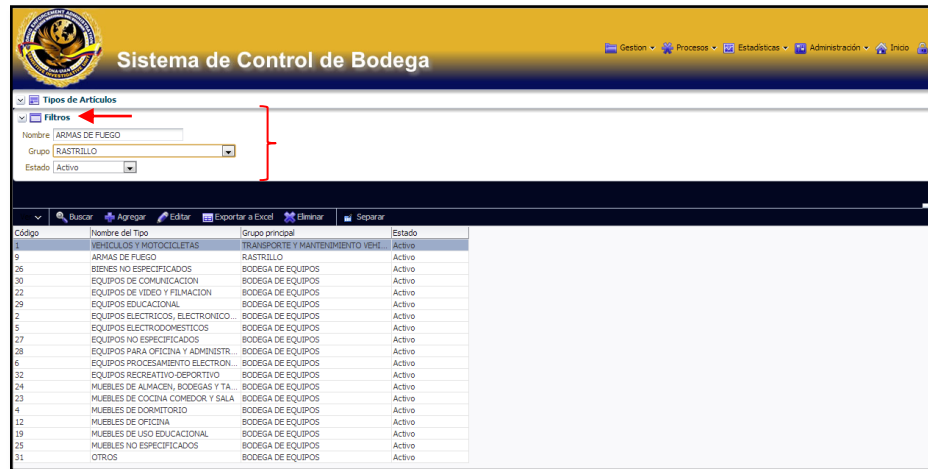 Sistema de Control de Bodega
Gestion Procesos Estadísticas Administración Inicio
Tipos de Artículos
Filtros
Nombre ARMAS DE FUEGO
Grupo RASTRILLO
Estado Activo
Buscar Agregar Editar Exportar a Excel Eliminar Separar
Código Nombre del Tipo Grupo principal Estado
1 VEHICULOS Y MOTOCICLETAS TRANSPORTE Y MANTENIMIENTO VEHI... Activo
9 ARMAS DE FUEGO RASTRILLO Activo
26 BIENES NO ESPECIFICADOS BODEGA DE EQUIPOS Activo
30 EQUIPOS DE COMUNICACION BODEGA DE EQUIPOS Activo
22 EQUIPOS DE VIDEO Y FILMACION BODEGA DE EQUIPOS Activo
29 EQUIPOS EDUCACIONAL BODEGA DE EQUIPOS Activo
2 EQUIPOS ELECTRICOS, ELECTRONICO... BODEGA DE EQUIPOS Activo
5 EQUIPOS ELECTRODOMESTICOS BODEGA DE EQUIPOS Activo
27 EQUIPOS NO ESPECIFICADOS BODEGA DE EQUIPOS Activo
28 EQUIPOS PARA OFICINA Y ADMINISTR... BODEGA DE EQUIPOS Activo
6 EQUIPOS PROCESAMIENTO ELECTRON... BODEGA DE EQUIPOS Activo
32 EQUIPOS RECREATIVO-DEPORTIVO BODEGA DE EQUIPOS Activo
24 MUEBLES DE ALMACEN, BODEGAS Y TA... BODEGA DE EQUIPOS Activo
23 MUEBLES DE COCINA COMEDOR Y SALA BODEGA DE EQUIPOS Activo
4 MUEBLES DE DORMITORIO BODEGA DE EQUIPOS Activo
12 MUEBLES DE OFICINA BODEGA DE EQUIPOS Activo
19 MUEBLES DE USO EDUCACIONAL BODEGA DE EQUIPOS Activo
25 MUEBLES NO ESPECIFICADOS BODEGA DE EQUIPOS Activo
31 OTROS BODEGA DE EQUIPOS Activo